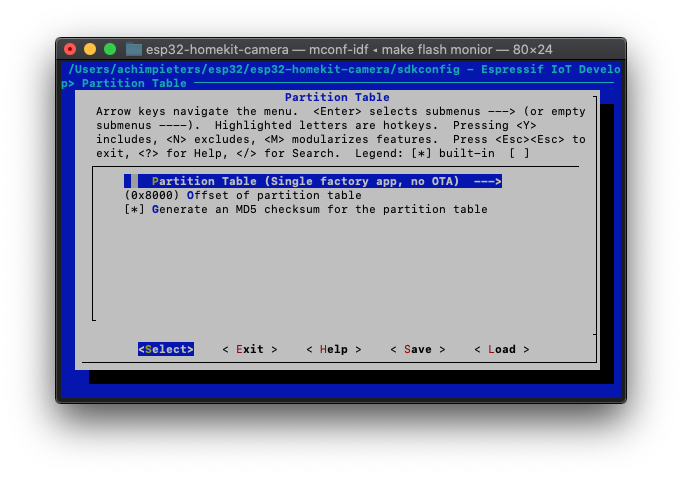 esp32-homekit-camera — mconf-idf ◂ make flash monior — 80×24
/Users/achimpieters/esp32/esp32-homekit-camera/sdkconfig - Espressif IoT Develo
p> Partition Table
Partition Table
Arrow keys navigate the menu.  <Enter> selects submenus ---> (or empty
submenus ----).  Highlighted letters are hotkeys.  Pressing <Y>
includes, <N> excludes, <M> modularizes features.  Press <Esc><Esc> to
exit, <?> for Help, </> for Search.  Legend: [*] built-in  [ ]
Partition Table (Single factory app, no OTA)  --->
(0x8000) Offset of partition table
[*] Generate an MD5 checksum for the partition table
<Select>    < Exit >    < Help >    < Save >    < Load >